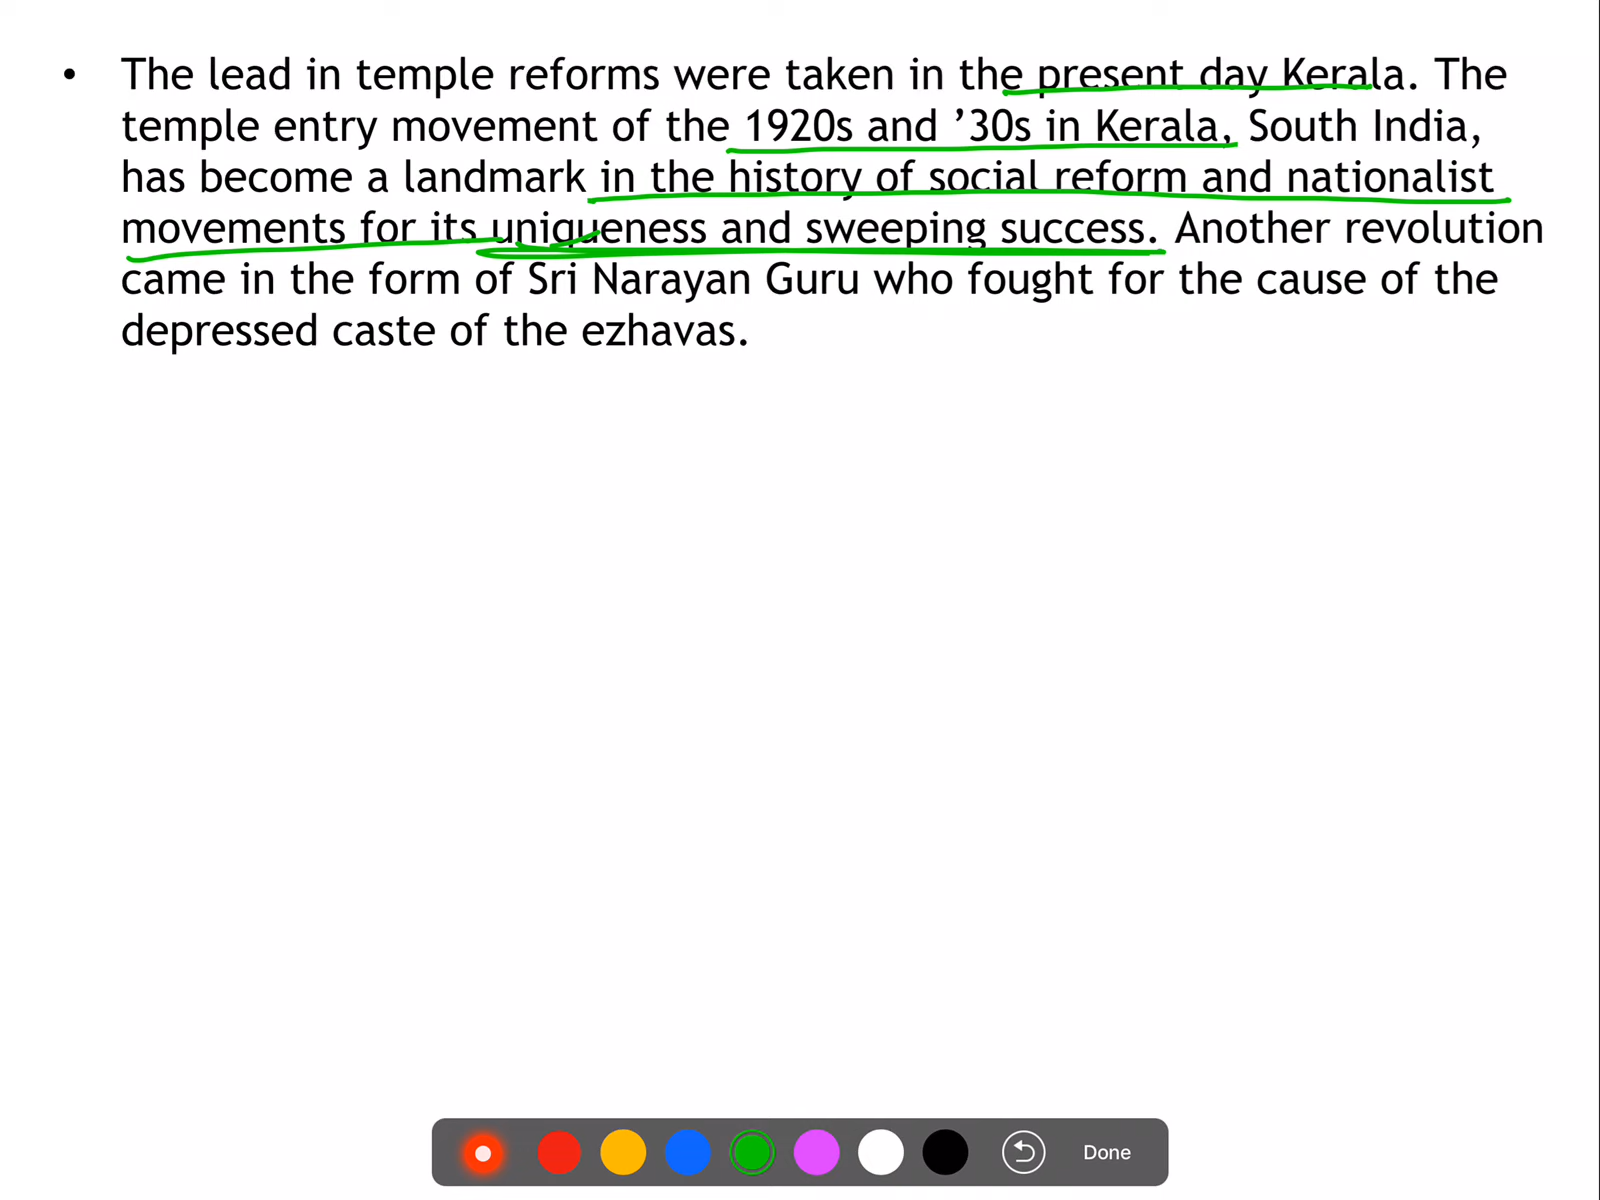 • The lead in temple reforms were taken in the present day Kerala. The
temple entry movement of the 1920s and ’30s in Kerala, South India,
has become a landmark in the history of social reform and nationalist
movements for its uniqueness and sweeping success. Another revolution
came in the form of Sri Narayan Guru who fought for the cause of the
depressed caste of the ezhavas.
Done